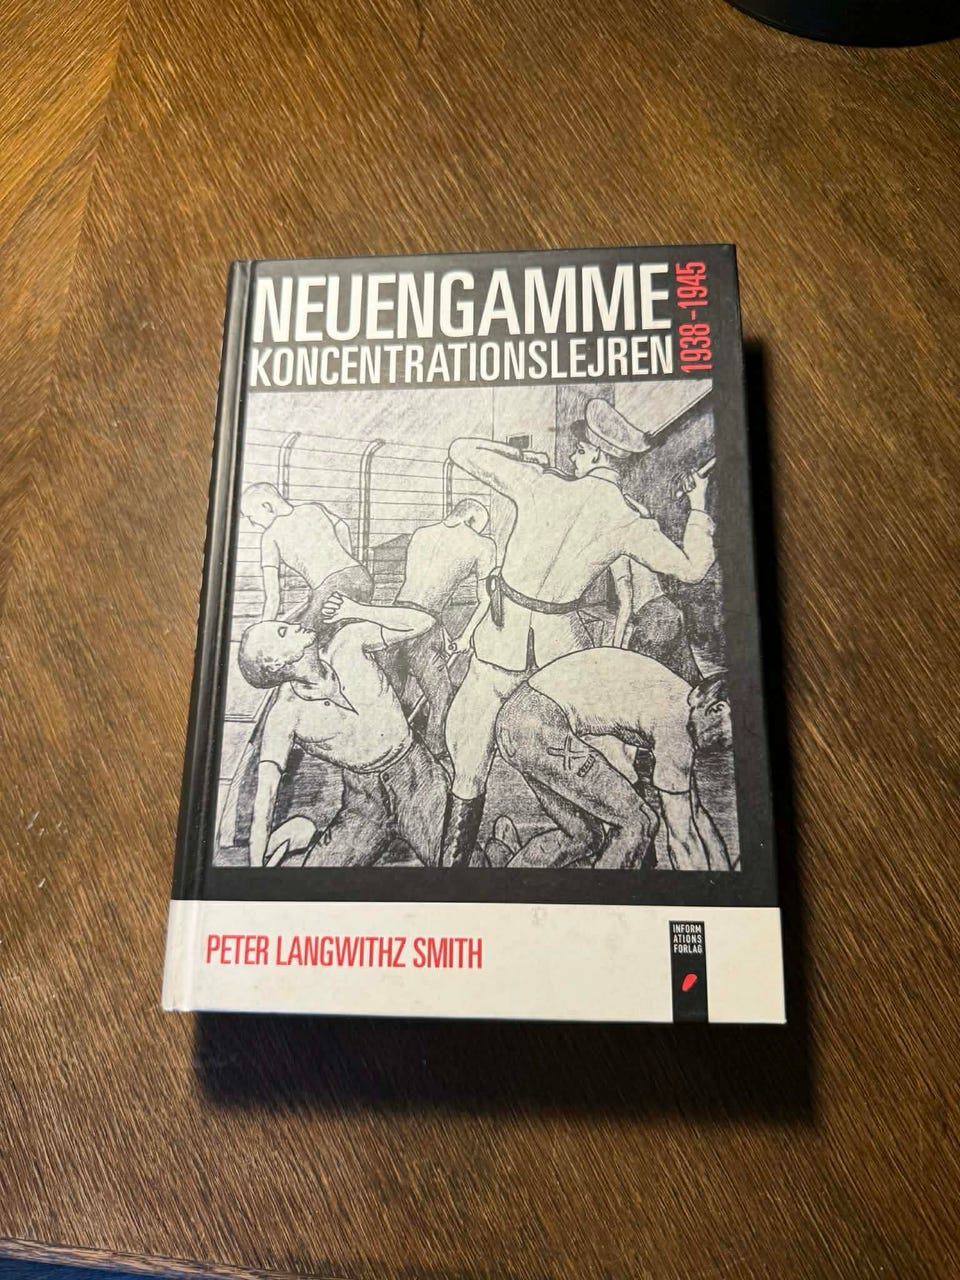 NEUENGAMME
KONCENTRATIONSLEJREN
1938-1945
PETER LANGWITHZ SMITH
INFORM
ATIONS
FORLAG